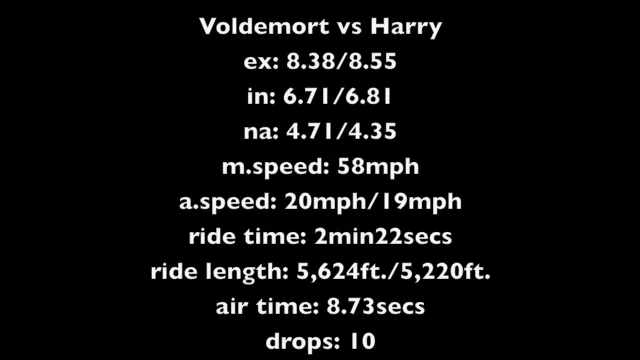 Voldemort vs Harry
ex: 8.38/8.55
in: 6.71/6.81
na: 4.71/4.35
m.speed: 58mph
a.speed: 20mph/19mph
ride time: 2min22secs
ride length: 5,624ft./5,220ft.
air time: 8.73secs
drops: 10